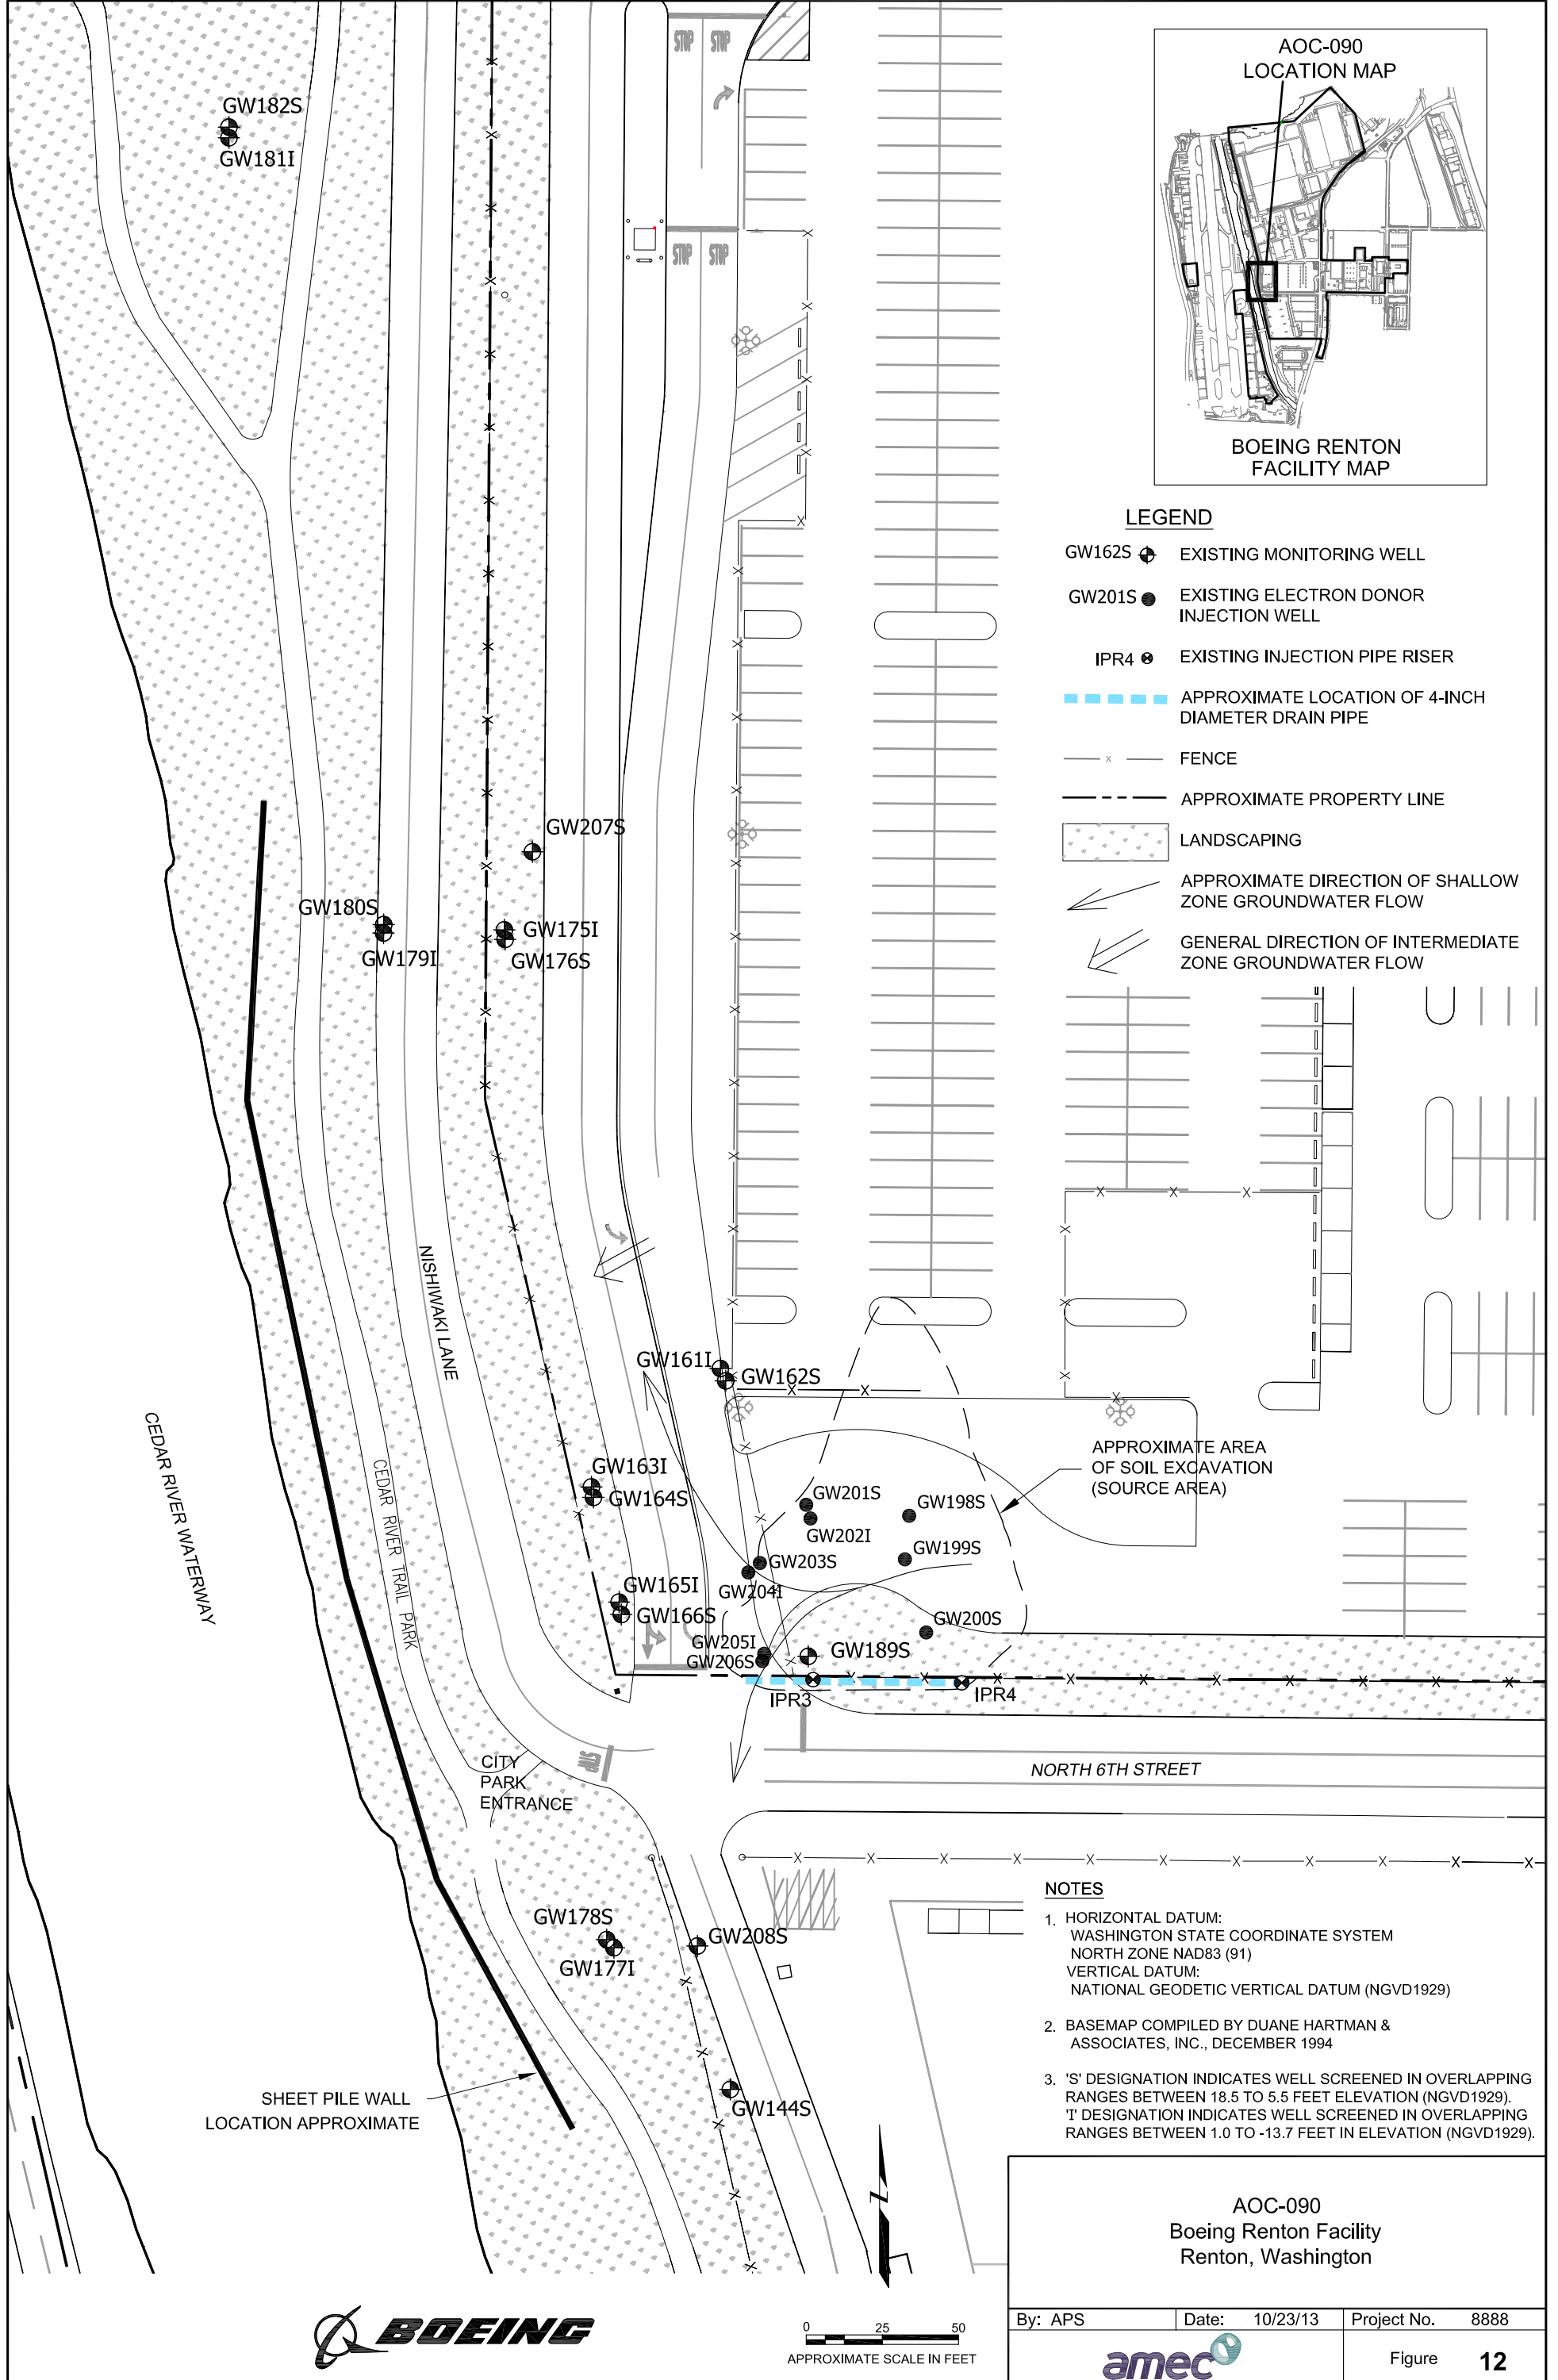 STOP
STOP
STOP
STOP
AOC-090
LOCATION MAP
BOEING RENTON
FACILITY MAP
GW182S
GW181I
LEGEND
GW162S
EXISTING MONITORING WELL
GW201S
EXISTING ELECTRON DONOR
INJECTION WELL
IPR4
EXISTING INJECTION PIPE RISER
APPROXIMATE LOCATION OF 4-INCH
DIAMETER DRAIN PIPE
x
FENCE
APPROXIMATE PROPERTY LINE
LANDSCAPING
APPROXIMATE DIRECTION OF SHALLOW
ZONE GROUNDWATER FLOW
GENERAL DIRECTION OF INTERMEDIATE
ZONE GROUNDWATER FLOW
GW207S
GW180S
GW179I
GW175I
GW176S
NISHIWAKI LANE
GW161I
GW162S
CEDAR RIVER WATERWAY
CEDAR RIVER TRAIL PARK
APPROXIMATE AREA
OF SOIL EXCAVATION
(SOURCE AREA)
GW163I
GW164S
GW201S
GW202I
GW198S
GW199S
GW203S
GW204I
GW165I
GW166S
GW200S
GW205I
GW206S
GW189S
IPR3
IPR4
STOP
CITY
PARK
ENTRANCE
NORTH 6TH STREET
GW178S
GW177I
GW208S
GW144S
SHEET PILE WALL
LOCATION APPROXIMATE
NOTES
1. HORIZONTAL DATUM:
WASHINGTON STATE COORDINATE SYSTEM
NORTH ZONE NAD83 (91)
VERTICAL DATUM:
NATIONAL GEODETIC VERTICAL DATUM (NGVD1929)
2. BASEMAP COMPILED BY DUANE HARTMAN &
ASSOCIATES, INC., DECEMBER 1994
3. 'S' DESIGNATION INDICATES WELL SCREENED IN OVERLAPPING
RANGES BETWEEN 18.5 TO 5.5 FEET ELEVATION (NGVD1929).
'I' DESIGNATION INDICATES WELL SCREENED IN OVERLAPPING
RANGES BETWEEN 1.0 TO -13.7 FEET IN ELEVATION (NGVD1929).
N
BOEING
0 25 50
APPROXIMATE SCALE IN FEET
AOC-090
Boeing Renton Facility
Renton, Washington
By: APS Date: 10/23/13 Project No. 8888
amec
Figure 12